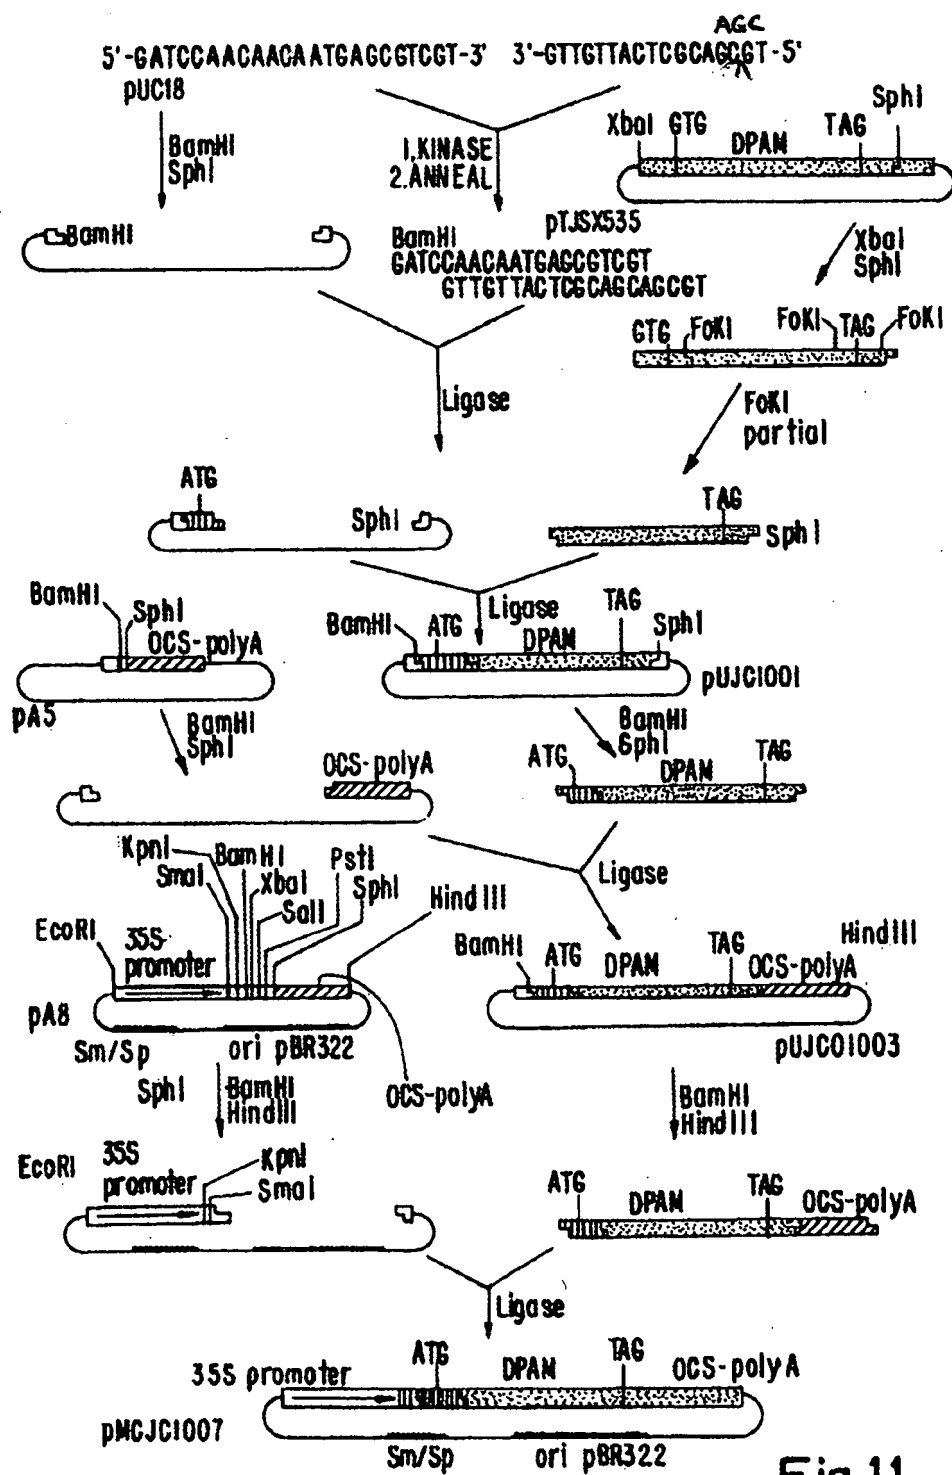 AGC
5'-GATCCAACAACAATGAGCGTCGT-3' 3'-GTTGTTACTCGCAGCGT-5'
pUC18
BamHI
SphI
1.KINASE
2.ANNEAL
XbaI GTG DPAM TAG SphI
pTJSX535
BamHI
BamHI
GATCCAACAATGAGCGTCGT
GTTGTTACTCGCAGCAGCGT
XbaI
SphI
GTG FoKI FoKI TAG FoKI
Ligase
FoKI
partial
ATG
SphI
TAG
SphI
BamHI
SphI
OCS-polyA
Ligase
BamHI ATG DPAM TAG SphI
pA5
pUJC1001
BamHI
SphI
BamHI
SphI
OCS-polyA
ATG DPAM TAG
KpnI
SmaI
BamHI
XbaI
SalI
PstI
SphI
HindIII
Ligase
EcoRI
35S
promoter
BamHI ATG DPAM TAG OCS-polyA HindIII
pA8
Sm/Sp ori pBR322
OCS-polyA
pUJC01003
SphI
BamHI
HindIII
BamHI
HindIII
EcoRI
35S
promoter
KpnI
SmaI
ATG DPAM TAG OCS-polyA
Ligase
35S promoter ATG DPAM TAG OCS-polyA
pMCJC1007
Sm/Sp ori pBR322
Fig.11